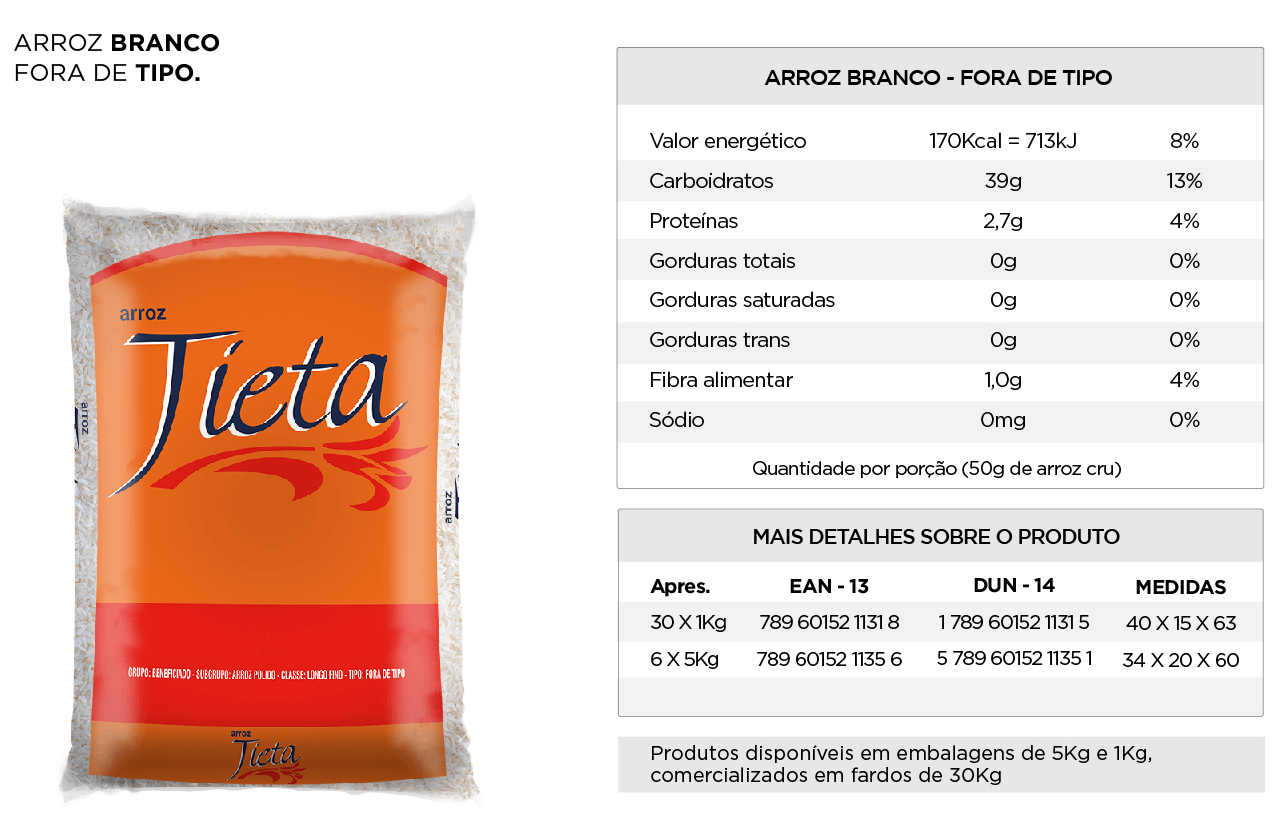 ARROZ BRANCO
FORA DE TIPO.
arroz
Tieta
arroz
arroz
GRUPO: BENEFICIADO - SUBGRUPO: ARROZ POLIDO - CLASSE: LONGO FINO - TIPO: FORA DE TIPO
arroz
Tieta
ARROZ BRANCO - FORA DE TIPO
Valor energético 170Kcal = 713kJ 8%
Carboidratos 39g 13%
Proteínas 2,7g 4%
Gorduras totais 0g 0%
Gorduras saturadas 0g 0%
Gorduras trans 0g 0%
Fibra alimentar 1,0g 4%
Sódio 0mg 0%
Quantidade por porção (50g de arroz cru)
MAIS DETALHES SOBRE O PRODUTO
Apres. EAN - 13 DUN - 14 MEDIDAS
30 X 1Kg 789 60152 1131 8 1 789 60152 1131 5 40 X 15 X 63
6 X 5Kg 789 60152 1135 6 5 789 60152 1135 1 34 X 20 X 60
Produtos disponíveis em embalagens de 5Kg e 1Kg,
comercializados em fardos de 30Kg